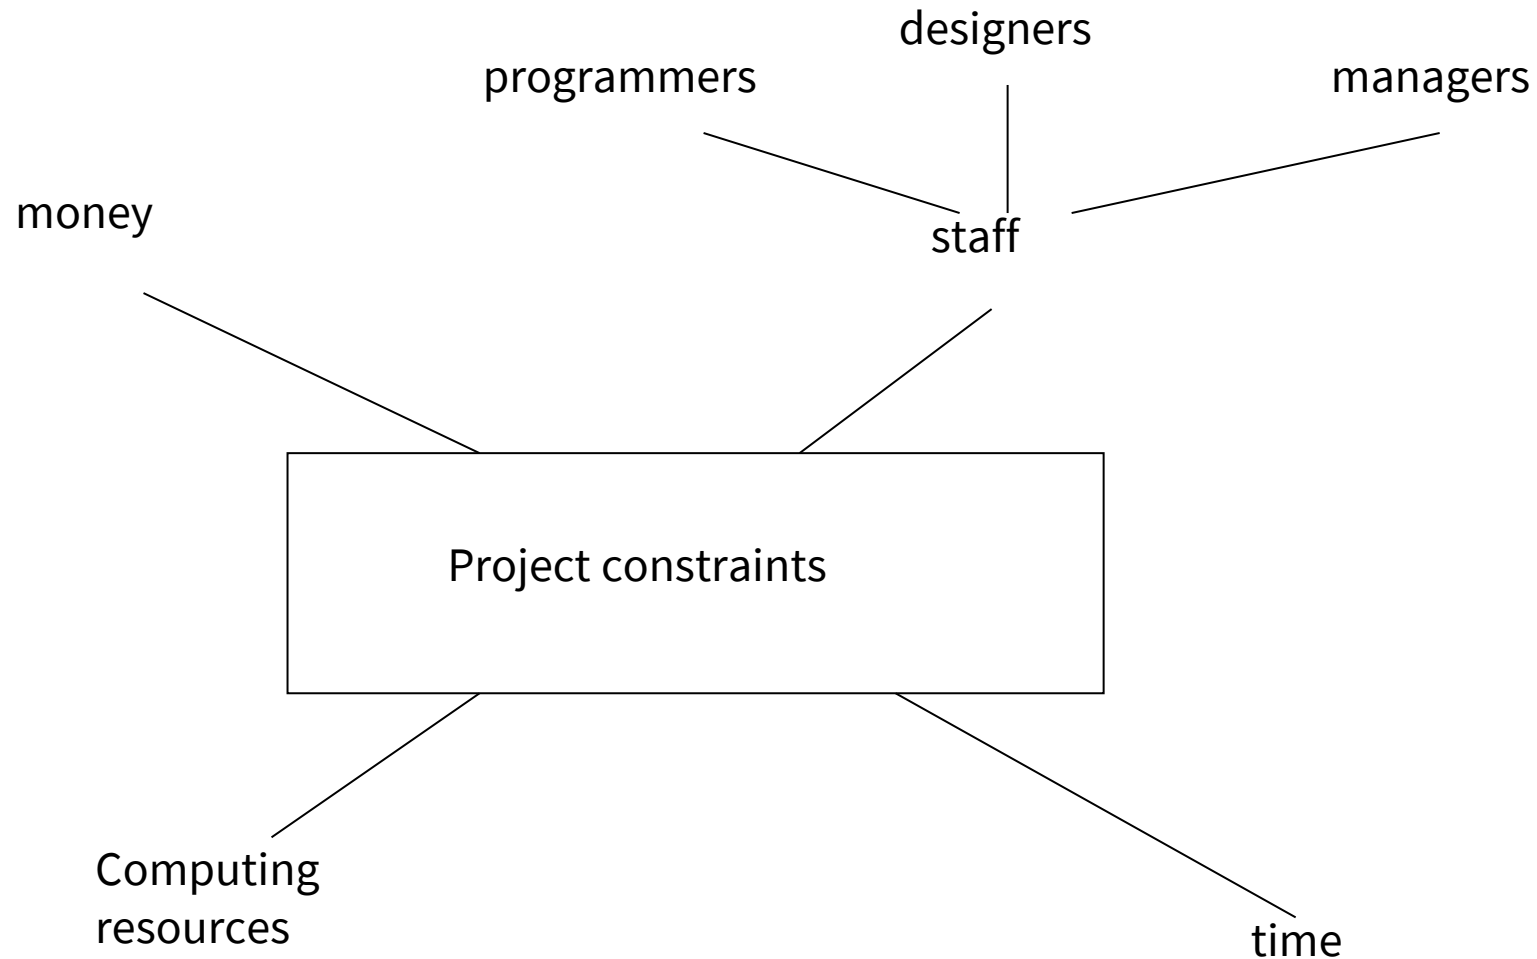 designers
programmers
managers
money
staff
Project constraints
Computing
resources
time